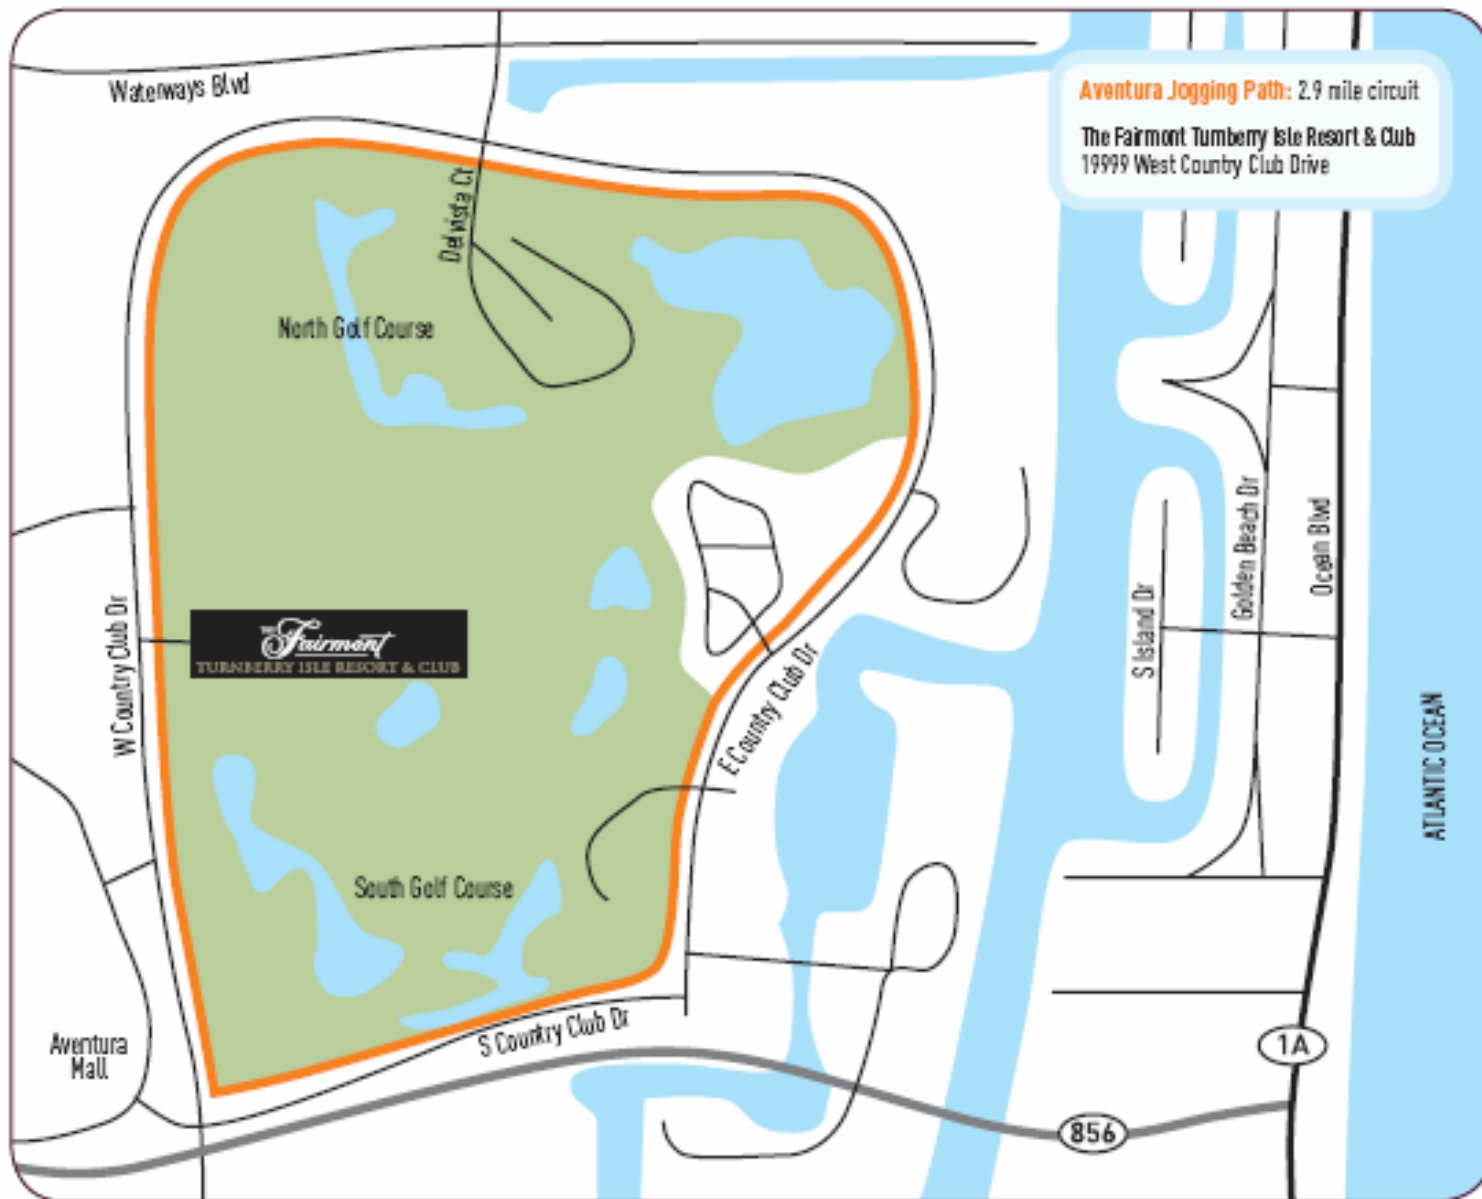 Waterways Blvd
Aventura Jogging Path: 2.9 mile circuit
The Fairmont Turnberry Isle Resort & Club
19999 West Country Club Drive
Delvista Ct
North Golf Course
Golden Beach Dr
Ocean Blvd
S Island Dr
W Country Club Dr
THE Fairmont
TURNBERRY ISLE RESORT & CLUB
E Country Club Dr
ATLANTIC OCEAN
South Golf Course
S Country Club Dr
Aventura
Mall
1A
856